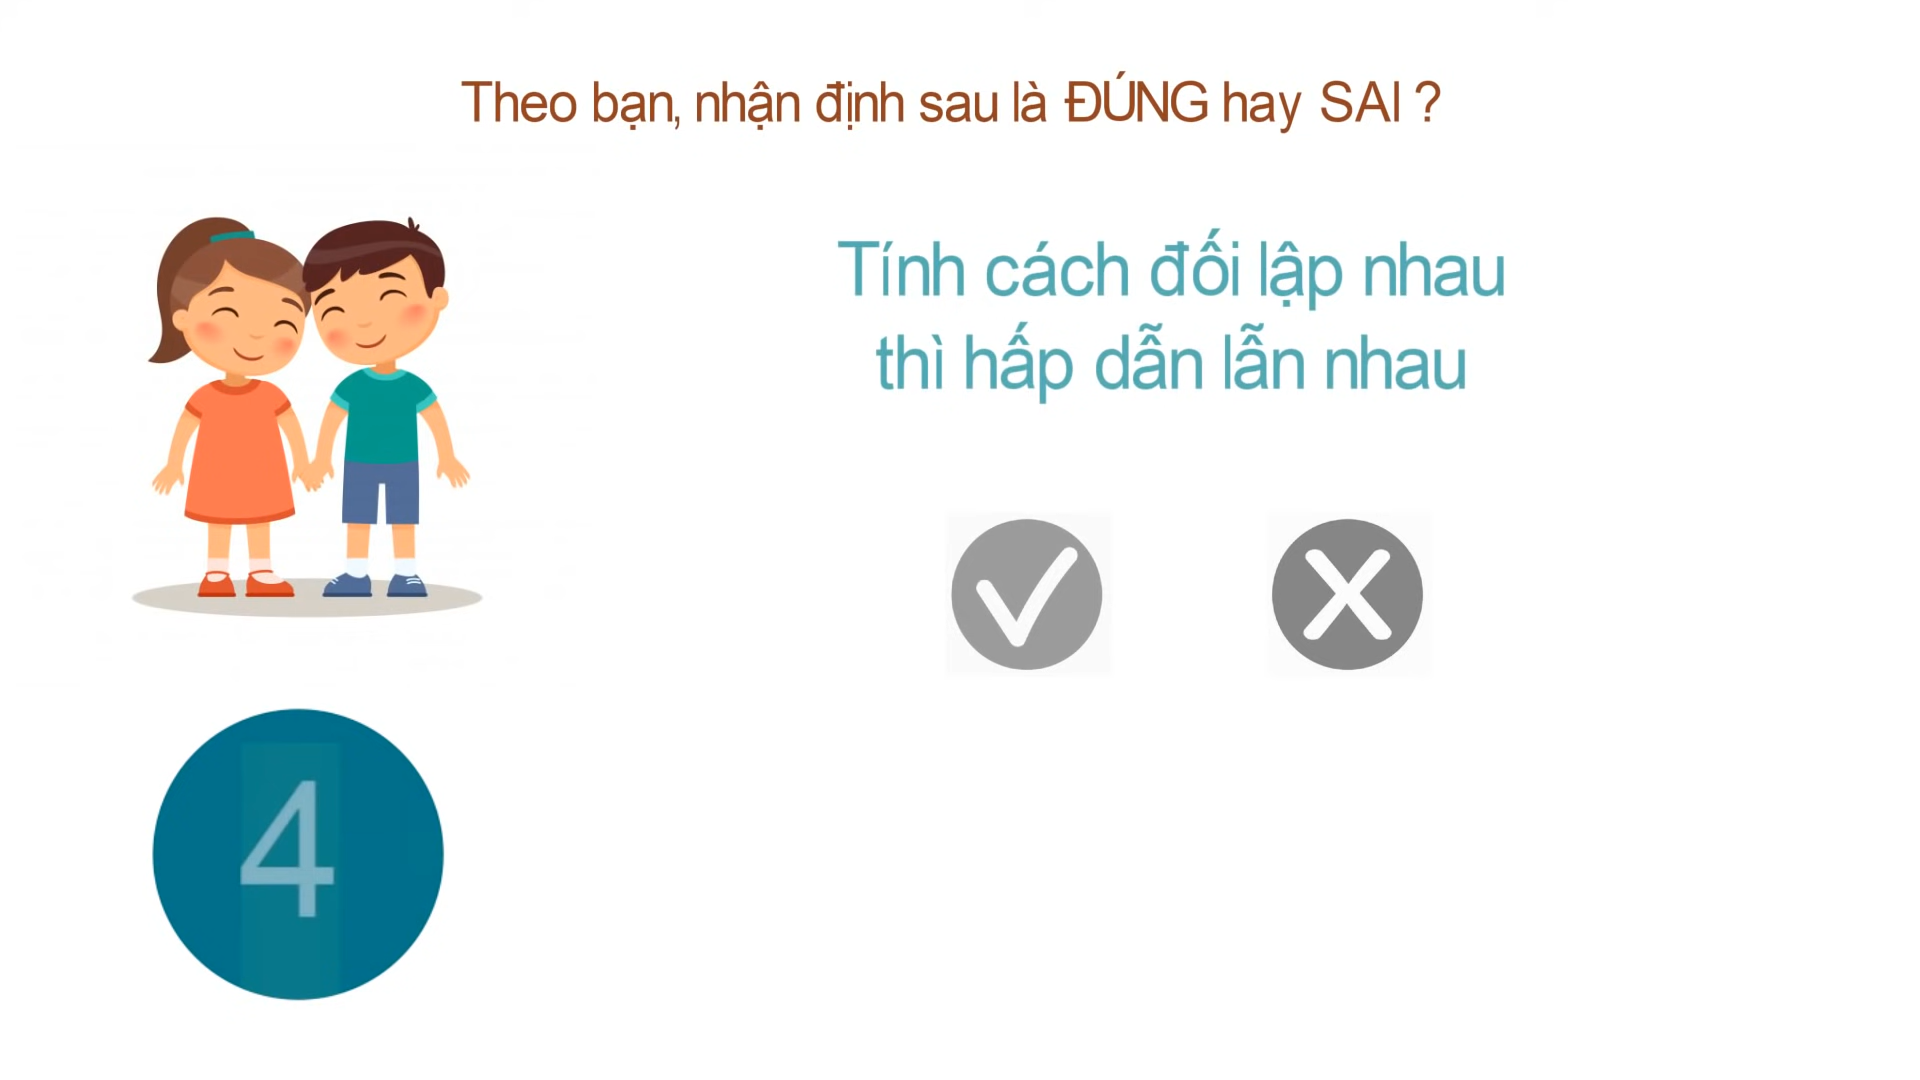 Theo bạn, nhận định sau là ĐÚNG hay SAI ?
Tính cách đối lập nhau
thì hấp dẫn lẫn nhau
4